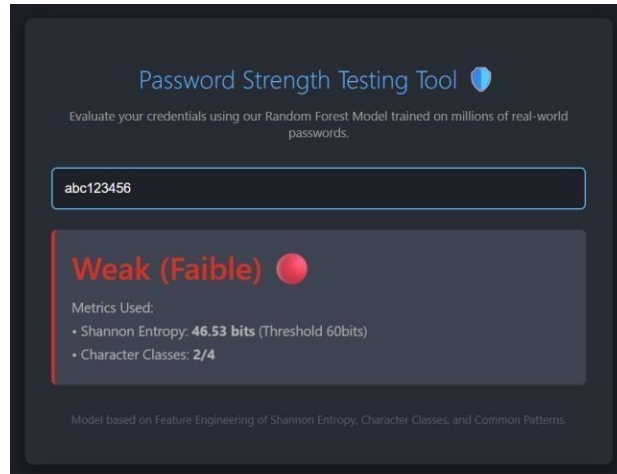 Password Strength Testing Tool
Evaluate your credentials using our Random Forest Model trained on millions of real-world
passwords.
abc123456
Weak (Faible)
Metrics Used:
• Shannon Entropy: 46.53 bits (Threshold 60bits)
• Character Classes: 2/4
Model based on Feature Engineering of Shannon Entropy, Character Classes, and Common Patterns.